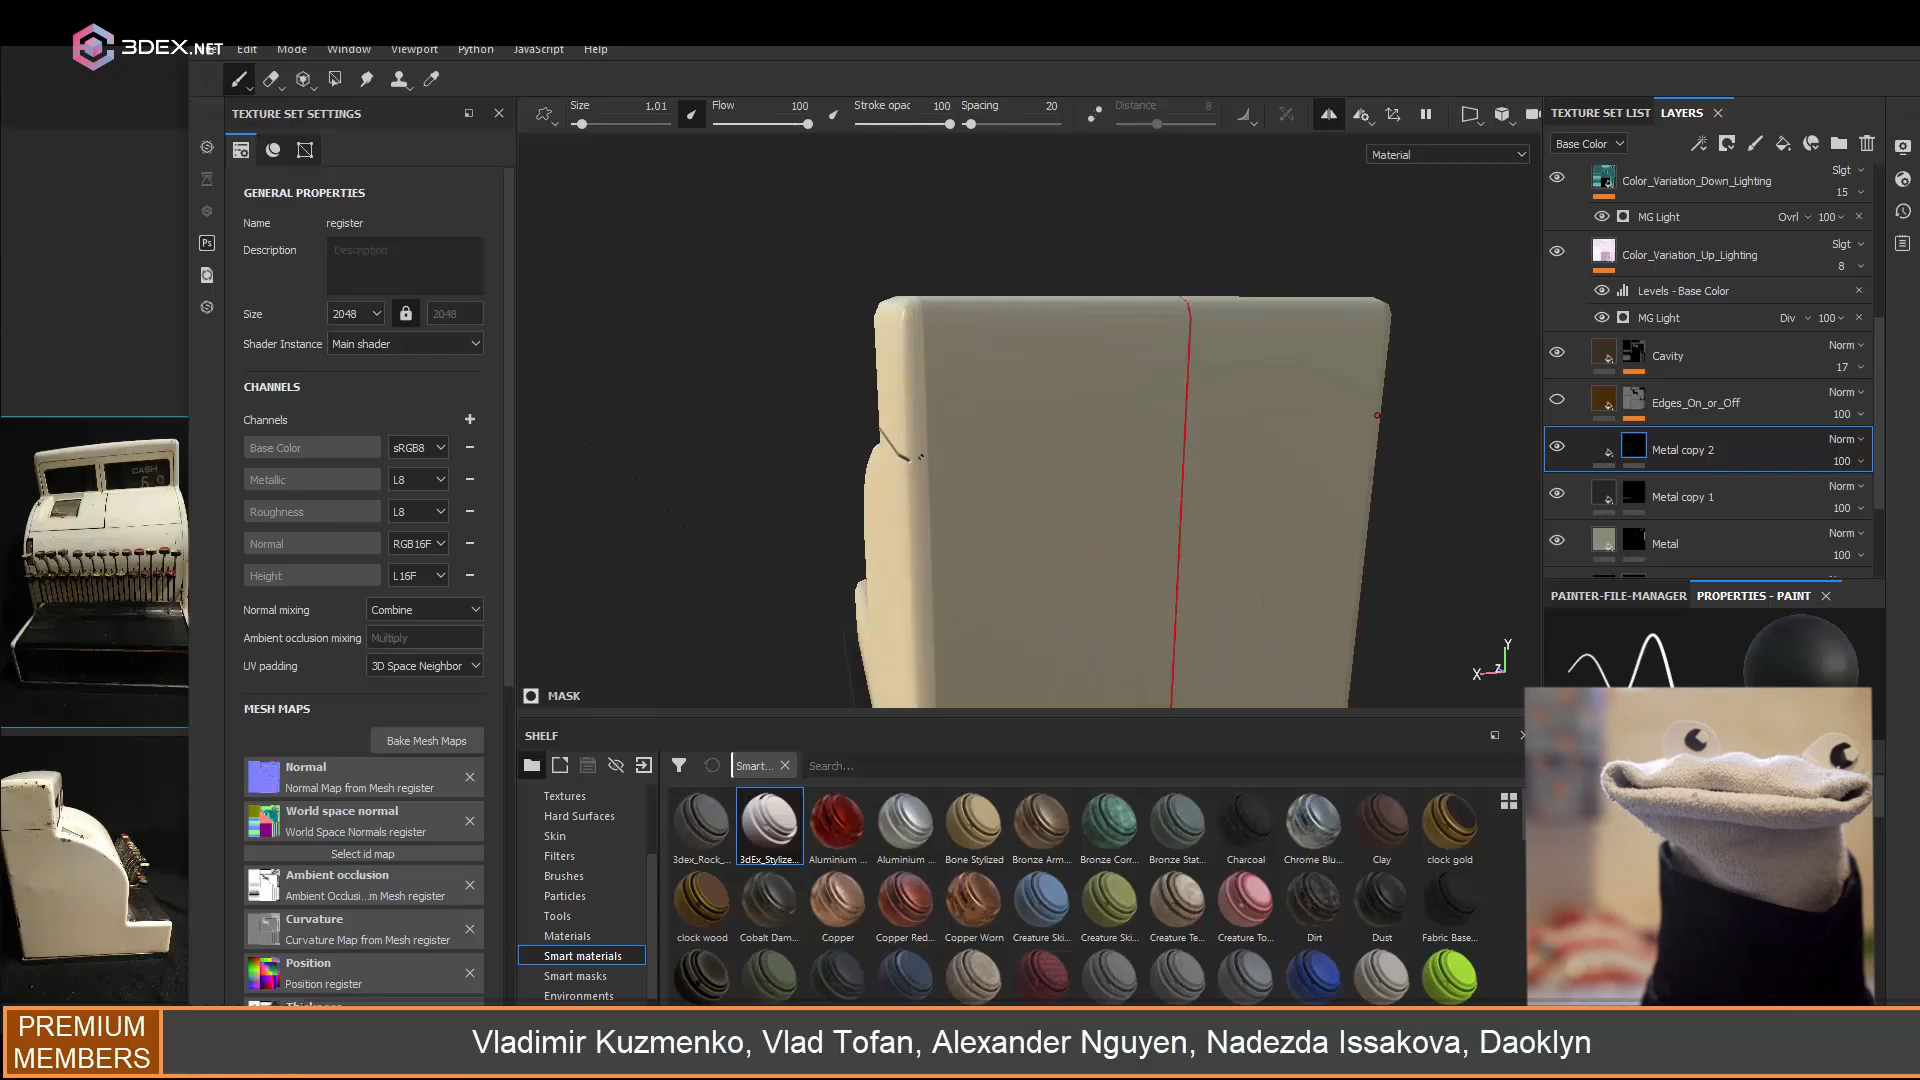 3DEX.NET
Edit Mode Window Viewport Python JavaScript Help
TEXTURE SET SETTINGS
Size 1.01
Flow 100
Stroke opac 100
Spacing 20
Distance 8
Material
GENERAL PROPERTIES
Name register
Description Description
Size 2048 2048
Shader Instance Main shader
CHANNELS
Channels
Base Color sRGB8
Metallic L8
Roughness L8
Normal RGB16F
Height L16F
Normal mixing Combine
Ambient occlusion mixing Multiply
UV padding 3D Space Neighbor
MESH MAPS
Bake Mesh Maps
Normal
Normal Map from Mesh register
World space normal
World Space Normals register
Select id map
Ambient occlusion
Ambient Occlusi...m Mesh register
Curvature
Curvature Map from Mesh register
Position
Position register
Ps
CASH
MASK
Y
X
Z
SHELF
Smart...
Search...
Textures
Hard Surfaces
Skin
Filters
Brushes
Particles
Tools
Materials
Smart materials
Smart masks
Environments
3dex_Rock_... 3dEx_Stylize... Aluminium ... Aluminium ... Bone Stylized Bronze Arm... Bronze Corr... Bronze Stat... Charcoal Chrome Blu... Clay clock gold
clock wood Cobalt Dam... Copper Copper Red... Copper Worn Creature Ski... Creature Ski... Creature Te... Creature To... Dirt Dust Fabric Base...
TEXTURE SET LIST LAYERS
Base Color
Color_Variation_Down_Lighting Slgt 15
MG Light Ovrl 100
Color_Variation_Up_Lighting Slgt 8
Levels - Base Color
MG Light Div 100
Cavity Norm 17
Edges_On_or_Off Norm 100
Metal copy 2 Norm 100
Metal copy 1 Norm 100
Metal Norm 100
PAINTER-FILE-MANAGER PROPERTIES - PAINT
PREMIUM
MEMBERS
Vladimir Kuzmenko, Vlad Tofan, Alexander Nguyen, Nadezda Issakova, Daoklyn